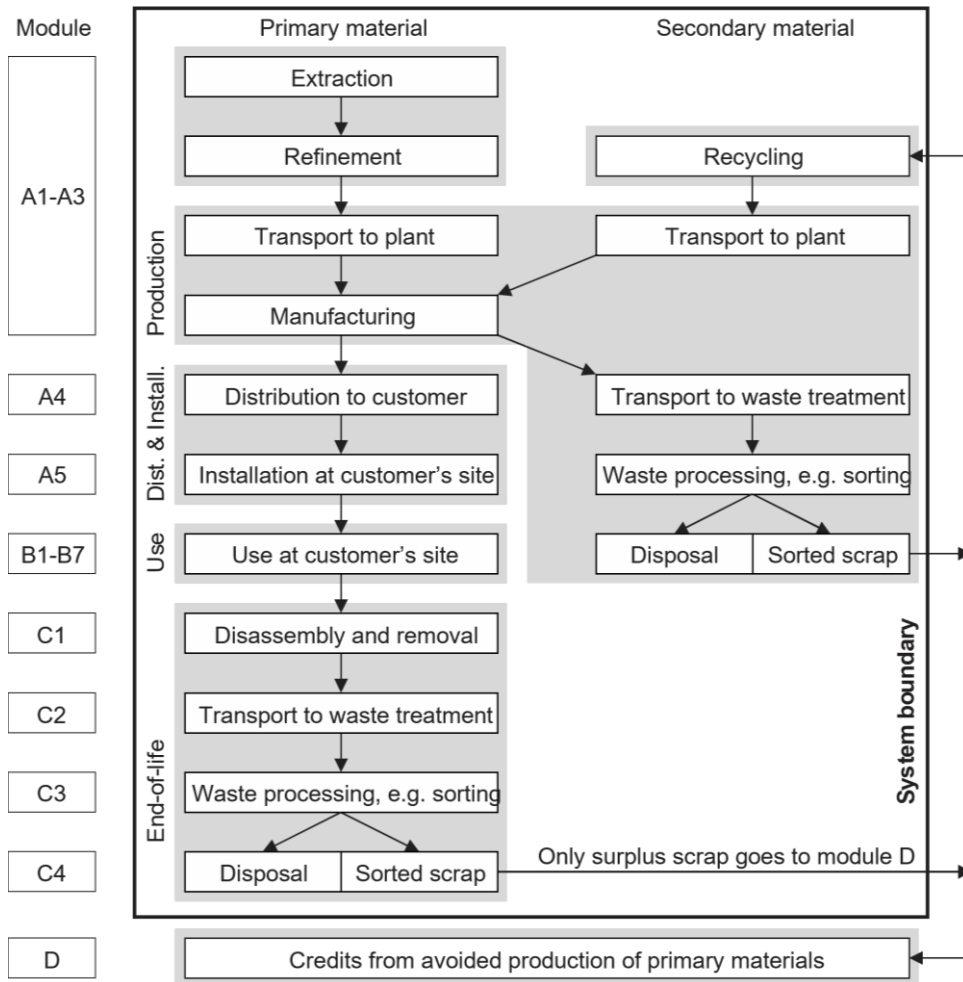 Module
Primary material
Secondary material
A1-A3
Extraction
Refinement
Recycling
Production
Transport to plant
Transport to plant
Manufacturing
Dist. & Install.
A4
Distribution to customer
Transport to waste treatment
A5
Installation at customer's site
Waste processing, e.g. sorting
Use
B1-B7
Use at customer's site
Disposal
Sorted scrap
System boundary
End-of-life
C1
Disassembly and removal
C2
Transport to waste treatment
C3
Waste processing, e.g. sorting
C4
Disposal
Sorted scrap
Only surplus scrap goes to module D
D
Credits from avoided production of primary materials